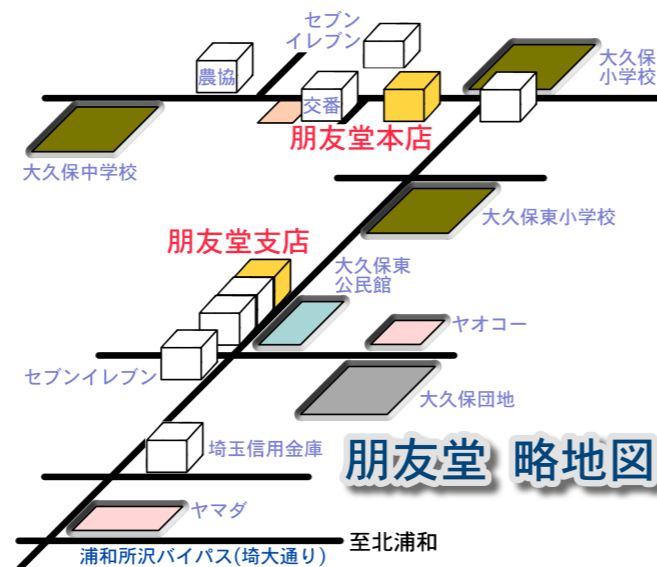 セブン
イレブン
大久保
小学校
農協
交番
朋友堂本店
大久保中学校
大久保東小学校
朋友堂支店
大久保東
公民館
ヤオコー
セブンイレブン
大久保団地
埼玉信用金庫
朋友堂 略地図
ヤマダ
至北浦和
浦和所沢バイパス(埼大通り)